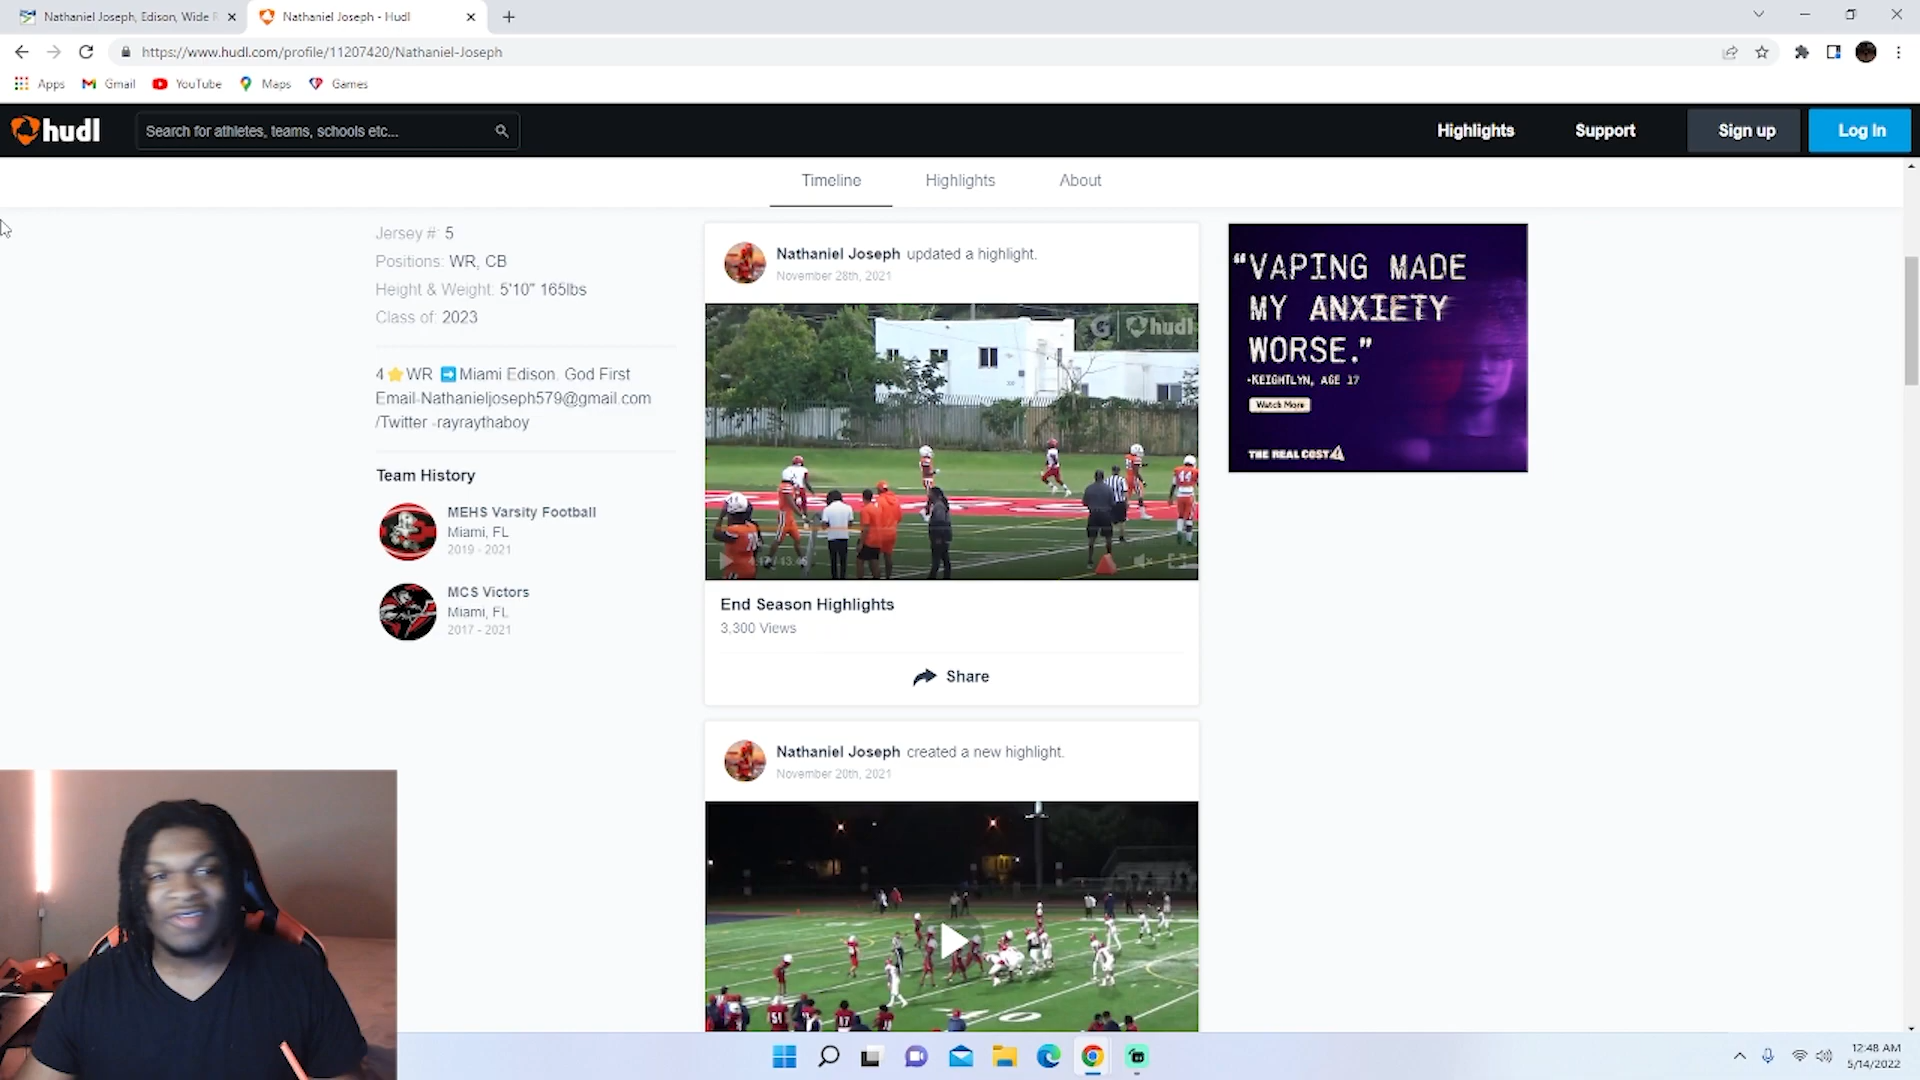 Nathaniel Joseph, Edison, Wide R
Nathaniel Joseph - Hudl
https://www.hudl.com/profile/11207420/Nathaniel-Joseph
Apps
Gmail
YouTube
Maps
Games
hudl
Search for athletes, teams, schools etc...
Highlights
Support
Sign up
Log In
Timeline
Highlights
About
Jersey #: 5
Positions: WR, CB
Height & Weight: 5'10" 165lbs
Class of: 2023
4⭐WR ➡️Miami Edison. God First
Email-Nathanieljoseph579@gmail.com
/Twitter -rayraythaboy
Team History
MEHS Varsity Football
Miami, FL
2019 - 2021
MCS Victors
Miami, FL
2017 - 2021
Nathaniel Joseph updated a highlight.
November 28th, 2021
G hudl
44
End Season Highlights
3,300 Views
Share
Nathaniel Joseph created a new highlight.
November 20th, 2021
51
“VAPING MADE
MY ANXIETY
WORSE.”
-KEIGHTLYN, AGE 17
Watch More
THE REAL COST
12:48 AM
5/14/2022